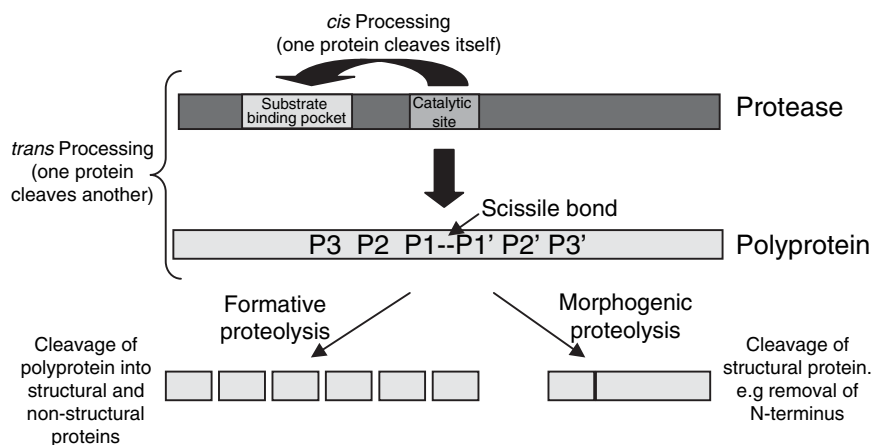 cis Processing
(one protein cleaves itself)
Substrate
binding pocket
Catalytic
site
Protease
trans Processing
(one protein
cleaves another)
Scissile bond
P3 P2 P1--P1' P2' P3'
Polyprotein
Formative
proteolysis
Morphogenic
proteolysis
Cleavage of
polyprotein into
structural and
non-structural
proteins
Cleavage of
structural protein.
e.g removal of
N-terminus